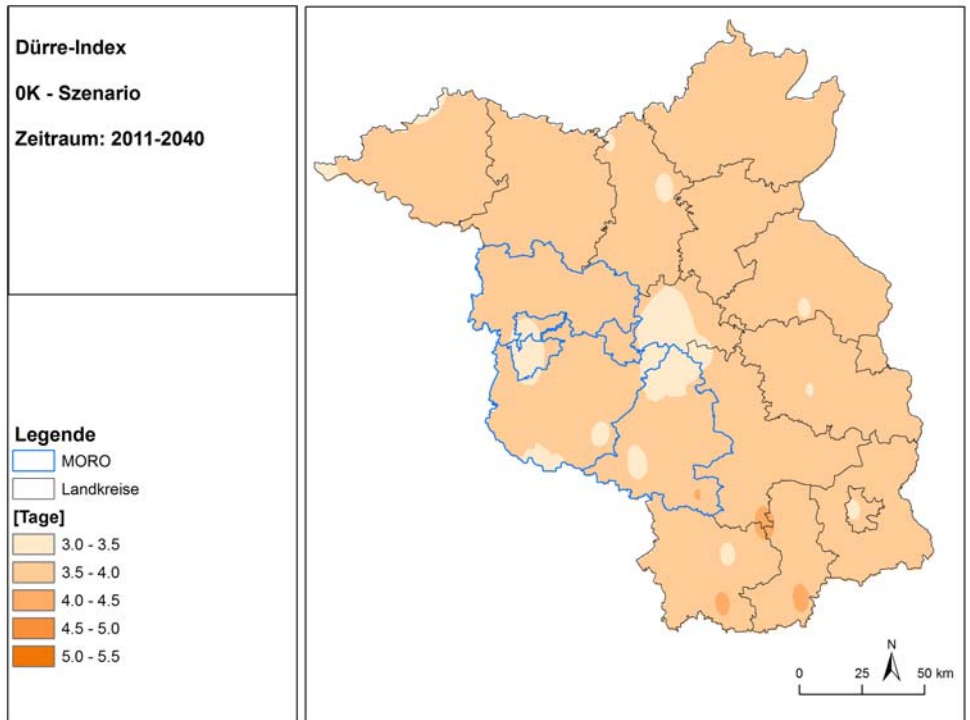 Dürre-Index
0K - Szenario
Zeitraum: 2011-2040
Legende
MORO
Landkreise
[Tage]
3.0 - 3.5
3.5 - 4.0
4.0 - 4.5
4.5 - 5.0
5.0 - 5.5
N
0 25 50 km